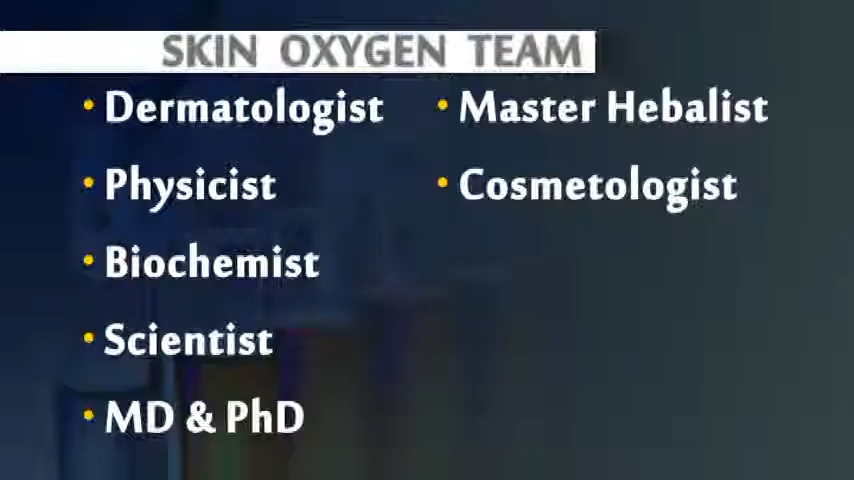 SKIN OXYGEN TEAM
Dermatologist
Physicist
Biochemist
Scientist
MD & PhD
Master Hebalist
Cosmetologist